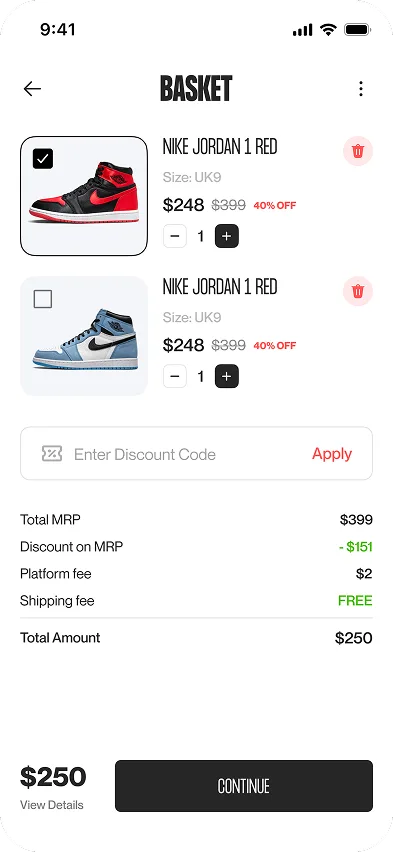 9:41
BASKET
NIKE JORDAN 1 RED
Size: UK9
$248 $399 40% OFF
− 1 +
NIKE JORDAN 1 RED
Size: UK9
$248 $399 40% OFF
− 1 +
Enter Discount Code Apply
Total MRP $399
Discount on MRP - $151
Platform fee $2
Shipping fee FREE
Total Amount $250
$250
View Details
CONTINUE